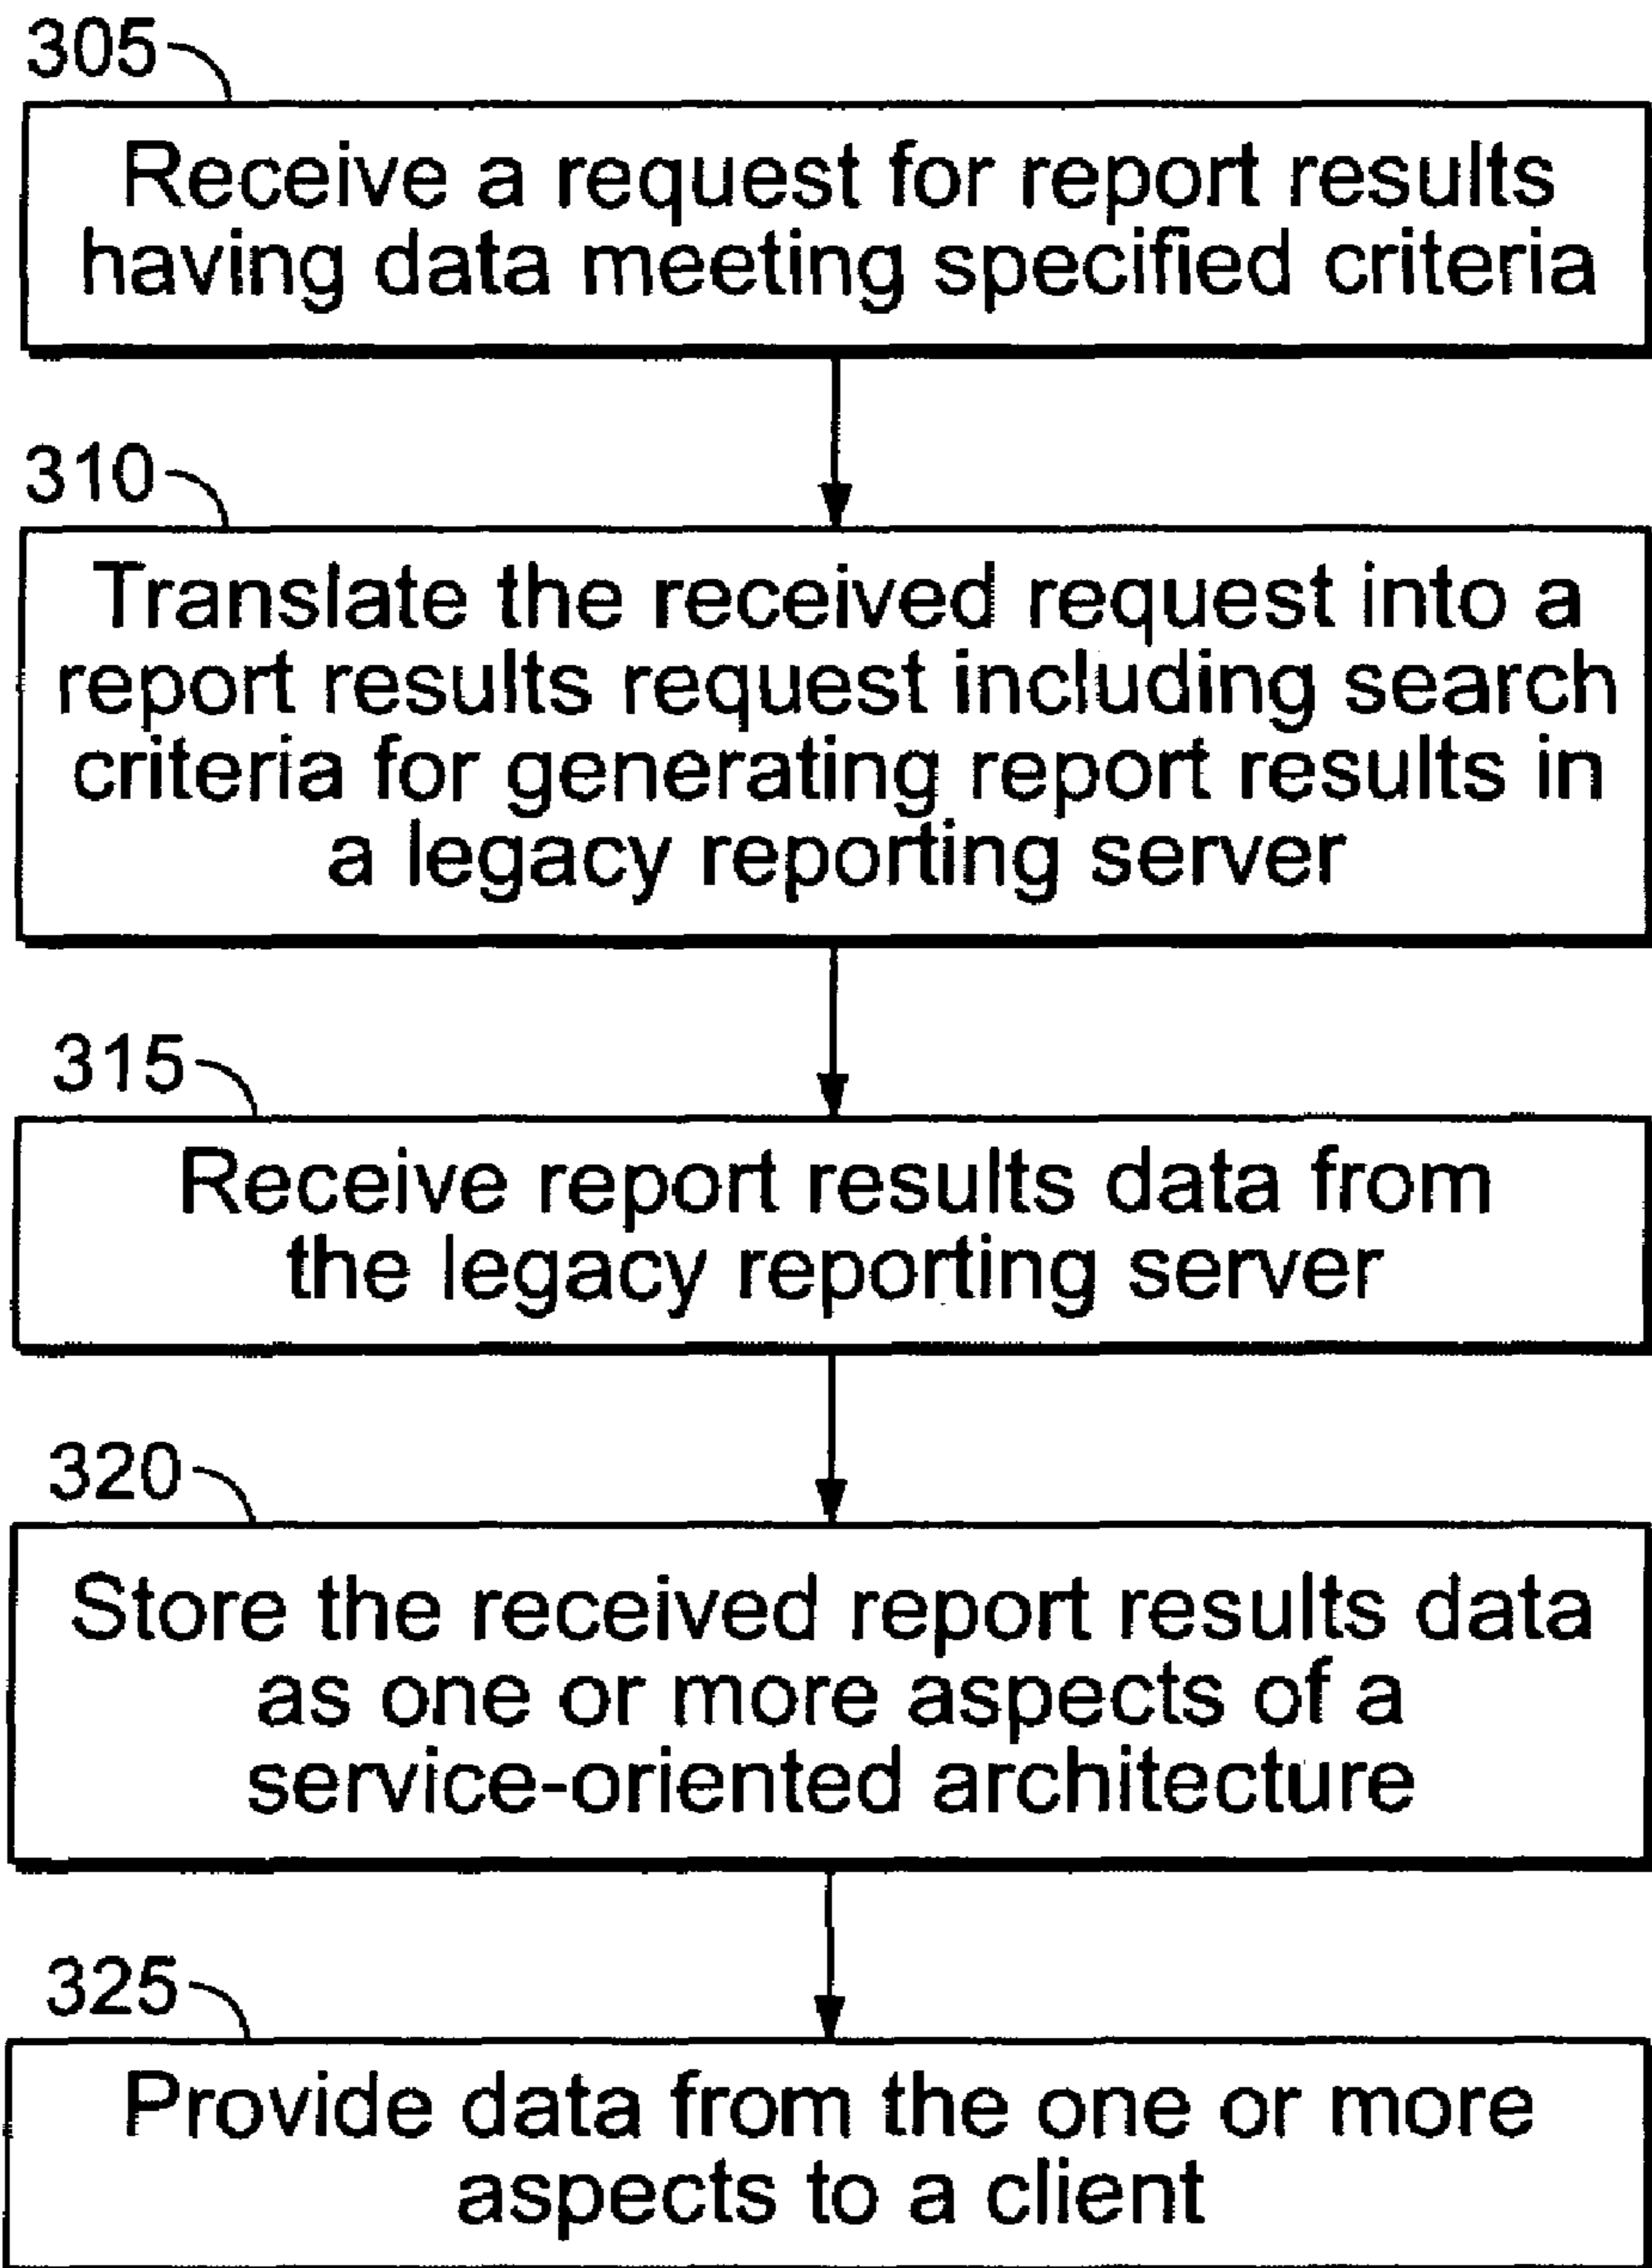 305
Receive a request for report results
having data meeting specified criteria
310
Translate the received request into a
report results request including search
criteria for generating report results in
a legacy reporting server
315
Receive report results data from
the legacy reporting server
320
Store the received report results data
as one or more aspects of a
service-oriented architecture
325
Provide data from the one or more
aspects to a client